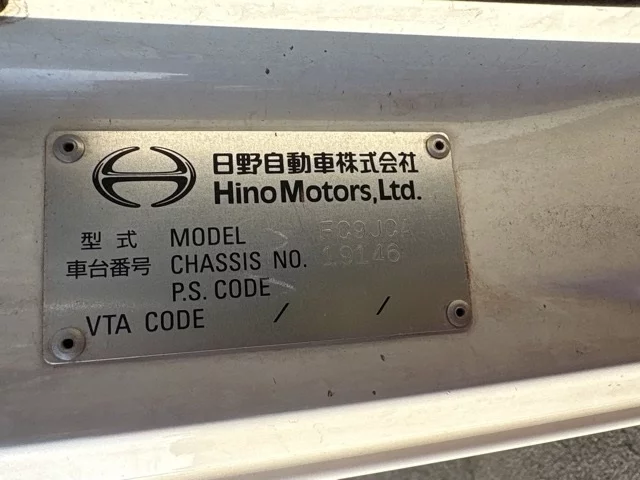 日野自動車株式会社
Hino Motors, Ltd.
型式 MODEL FC9JCA
車台番号 CHASSIS NO. 19146
P.S. CODE
VTA CODE / /